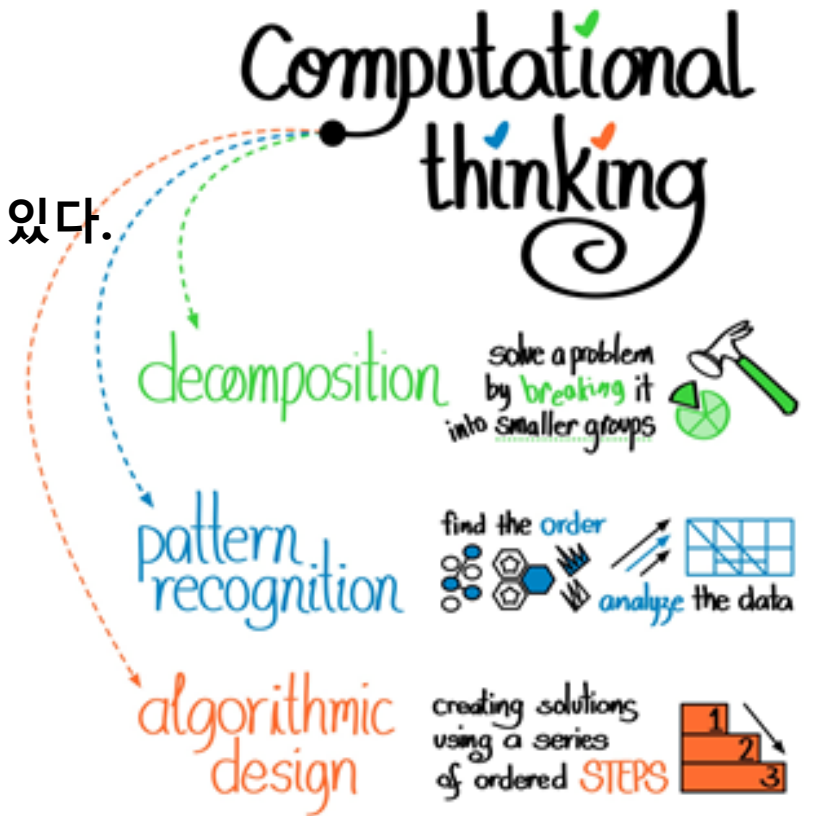 Computational
thinking
있다.
decomposition
solve a problem
by breaking it
into smaller groups
pattern
recognition
find the order
analyze the data
algorithmic
design
creating solutions
using a series
of ordered STEPS
1
2
3